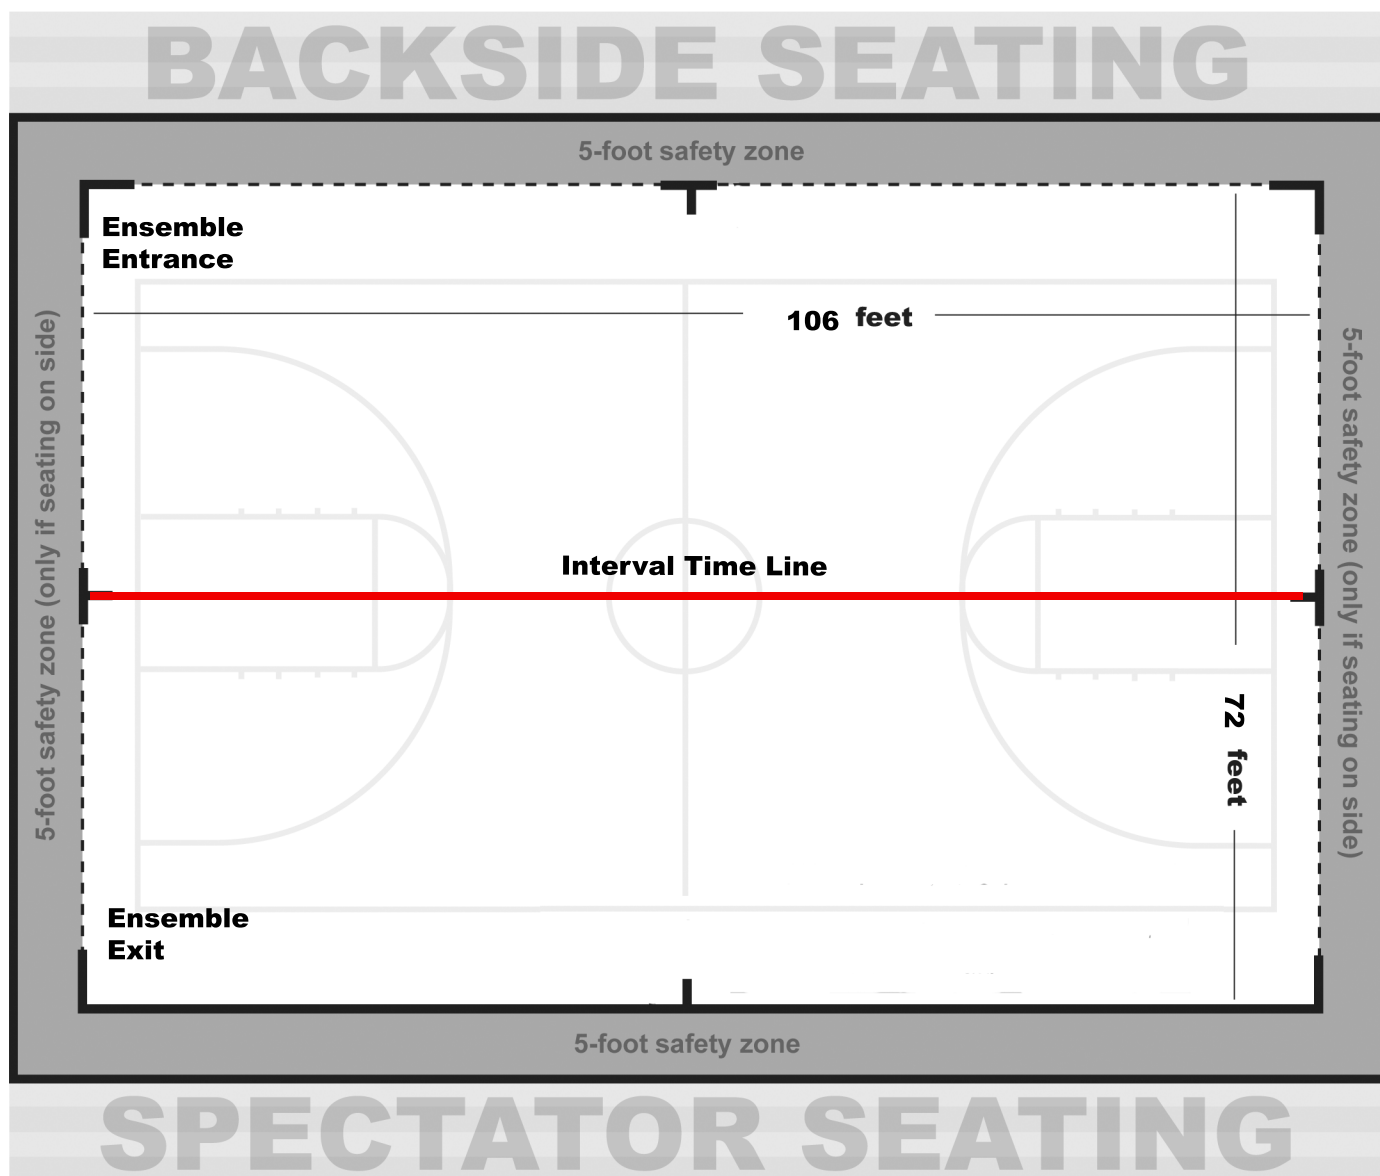 BACKSIDE SEATING
5-foot safety zone
Ensemble
Entrance
106 feet
5-foot safety zone (only if seating on side)
5-foot safety zone (only if seating on side)
Interval Time Line
72 feet
Ensemble
Exit
5-foot safety zone
SPECTATOR SEATING